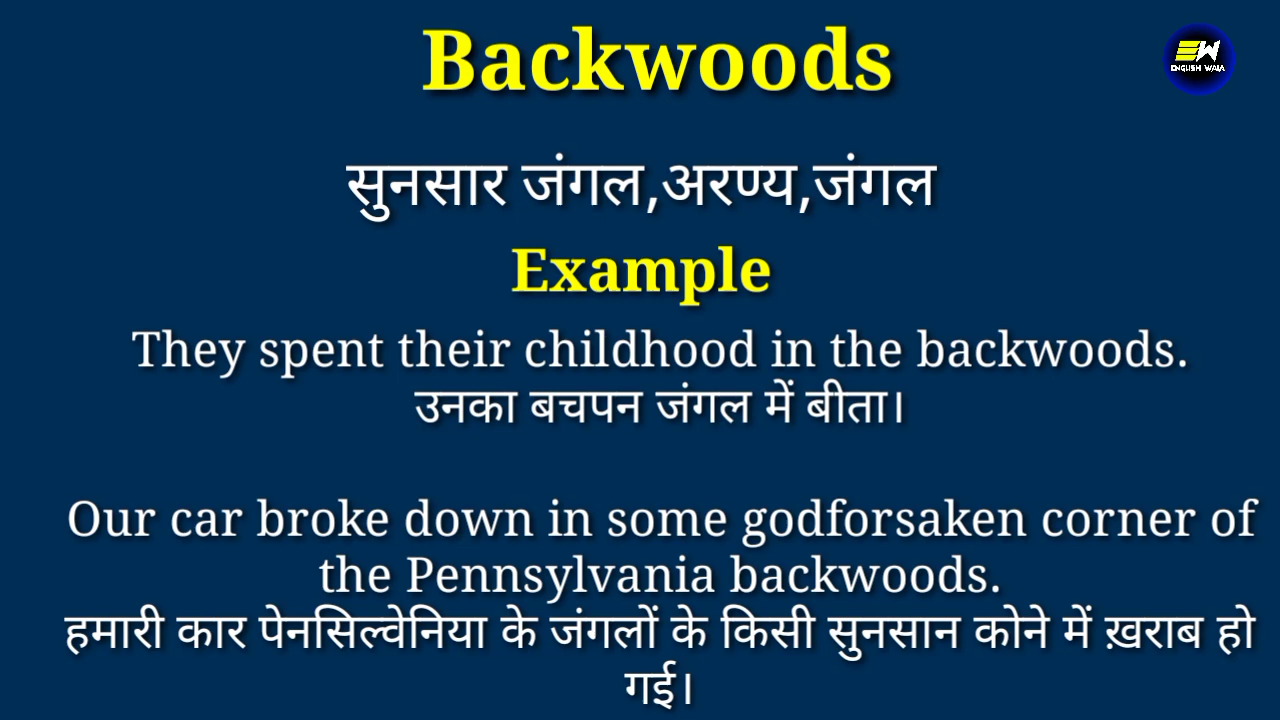 Backwoods
EW
ENGLISH WALA
सुनसार जंगल,अरण्य,जंगल
Example
They spent their childhood in the backwoods.
उनका बचपन जंगल में बीता।
Our car broke down in some godforsaken corner of
the Pennsylvania backwoods.
हमारी कार पेनसिल्वेनिया के जंगलों के किसी सुनसान कोने में ख़राब हो
गई।